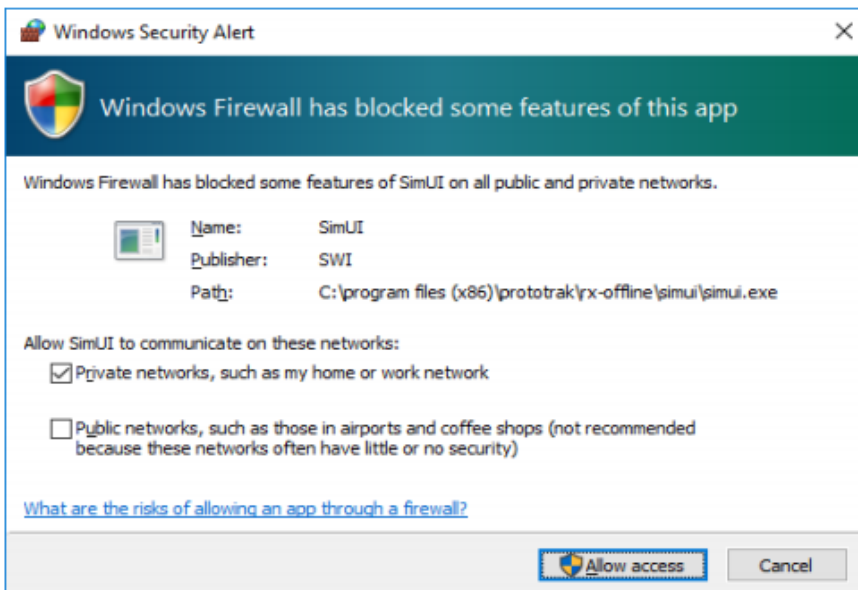 Windows Security Alert
Windows Firewall has blocked some features of this app
Windows Firewall has blocked some features of SimUI on all public and private networks.
Name: SimUI
Publisher: SWI
Path: C:\program files (x86)\prototrak\rx-offline\simui\simui.exe
Allow SimUI to communicate on these networks:
Private networks, such as my home or work network
Public networks, such as those in airports and coffee shops (not recommended
because these networks often have little or no security)
What are the risks of allowing an app through a firewall?
Allow access Cancel